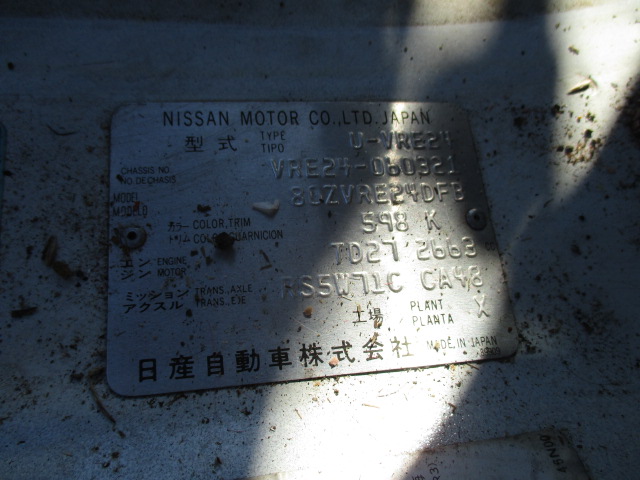 NISSAN MOTOR CO.,LTD. JAPAN
型式 TYPE TIPO U-VRE24
CHASSIS NO. NO DE CHASSIS VRE24-060921
MODEL MODELO 8CZVRE24DFB
カラー トリム COLOR,TRIM COLOR,GUARNICION 598 K
エンジン ENGINE MOTOR TD27 2663
ミッション アクスル TRANS.,AXLE TRANS.,EJE RS5W71C CA48
工場 PLANT PLANTA X
日産自動車株式会社 MADE IN JAPAN